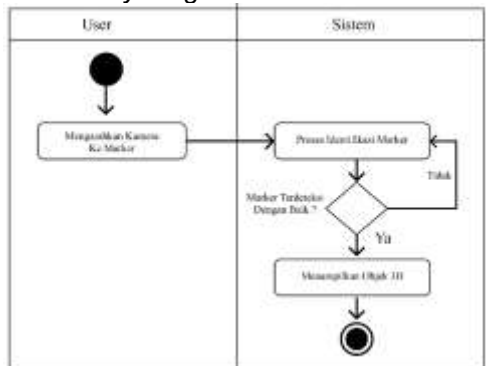 User
Sistem
Mengarahkan Kamera
Ke Marker
Proses Identifikasi Marker
Tidak
Marker Terdeteksi
Dengan Baik ?
Ya
Menampilkan Objek 3D